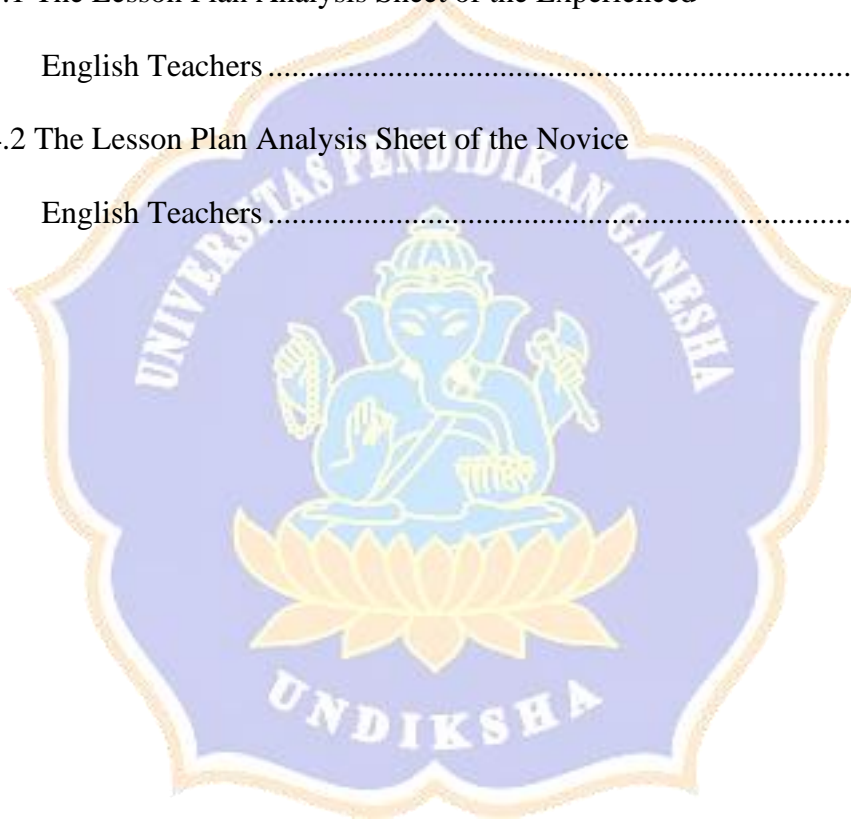 .1 The Lesson Plan Analysis Sheet of the Experienced
English Teachers ........................................................................
.2 The Lesson Plan Analysis Sheet of the Novice
English Teachers ........................................................................
UNIVERSITAS PENDIDIKAN GANESHA
UNDIKSHA